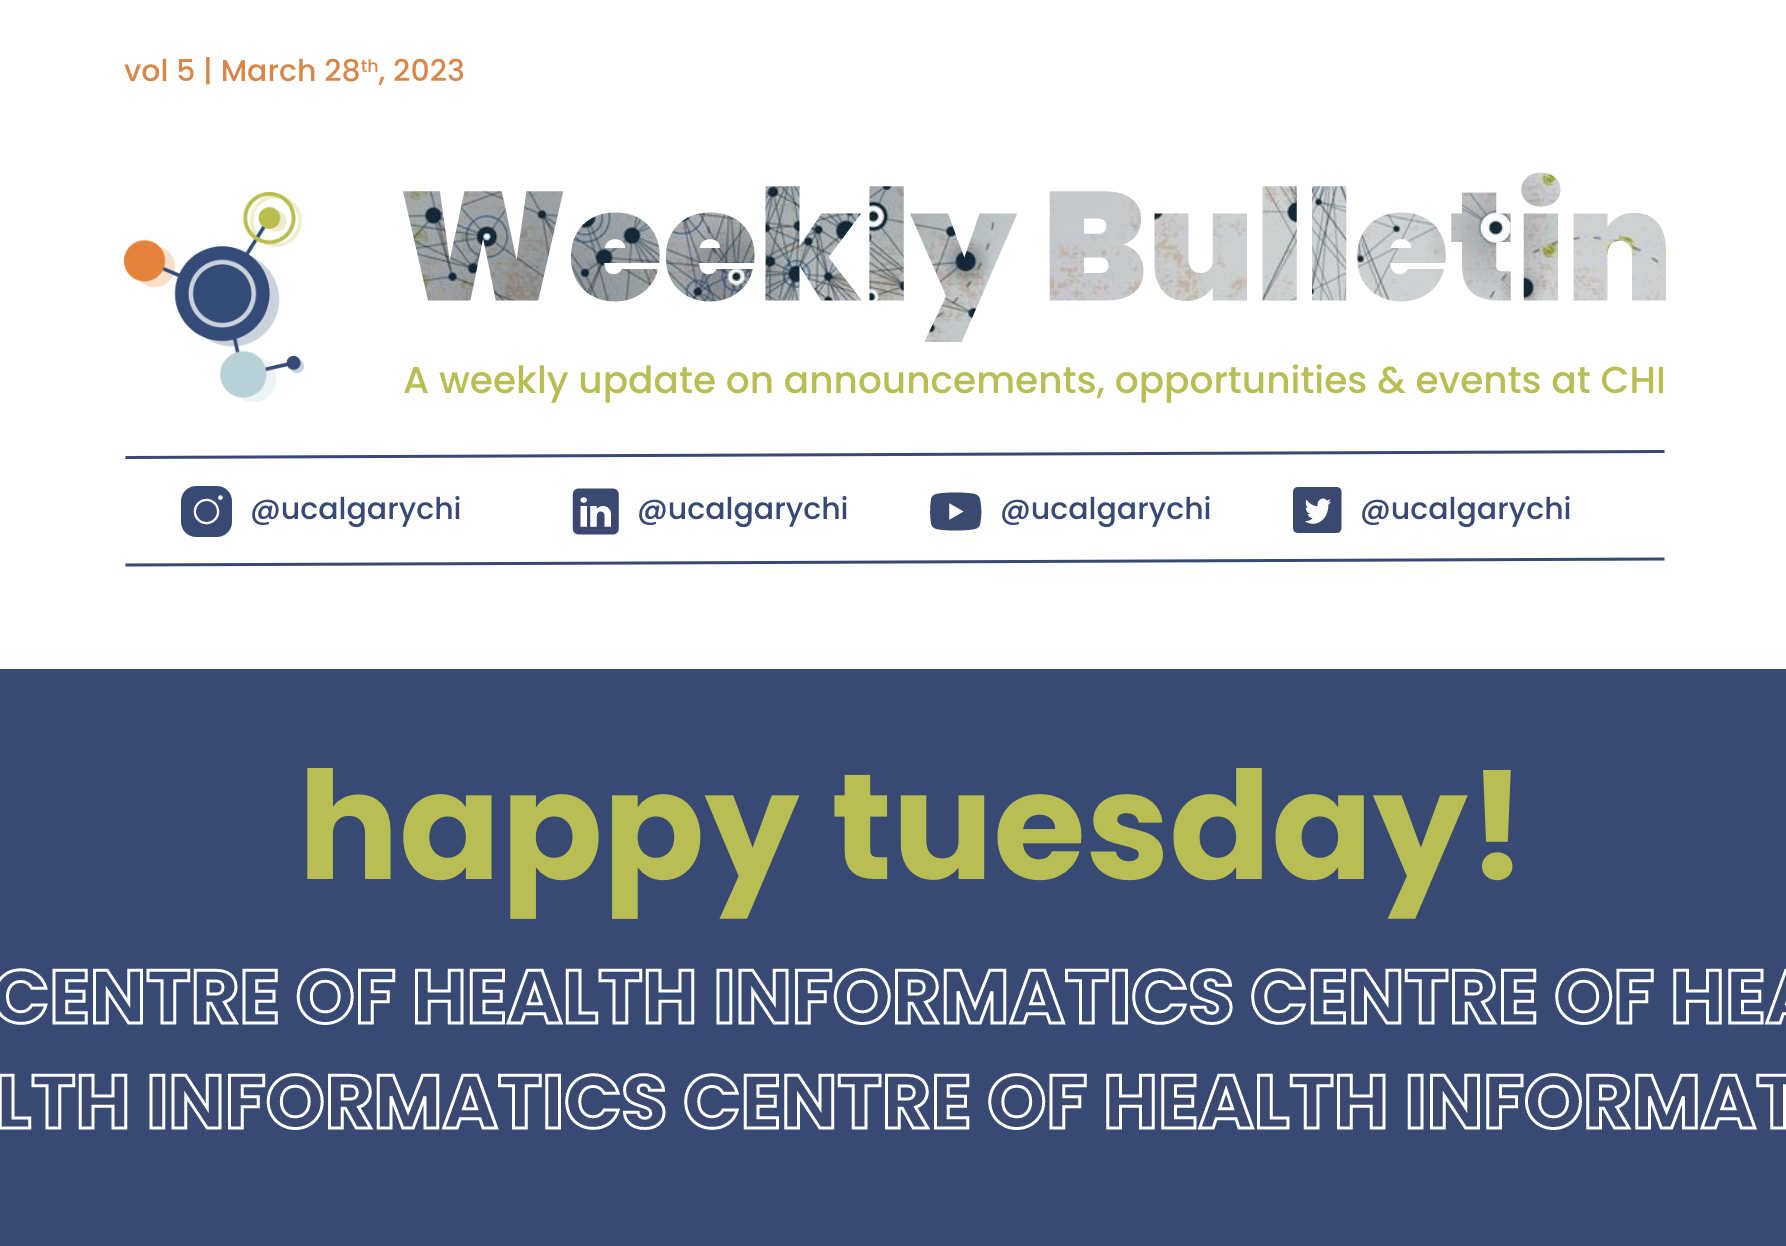 vol 5 | March 28th, 2023
Weekly Bulletin
A weekly update on announcements, opportunities & events at CHI
@ucalgarychi @ucalgarychi @ucalgarychi @ucalgarychi
happy tuesday!
CENTRE OF HEALTH INFORMATICS CENTRE OF HEA
LTH INFORMATICS CENTRE OF HEALTH INFORMAT